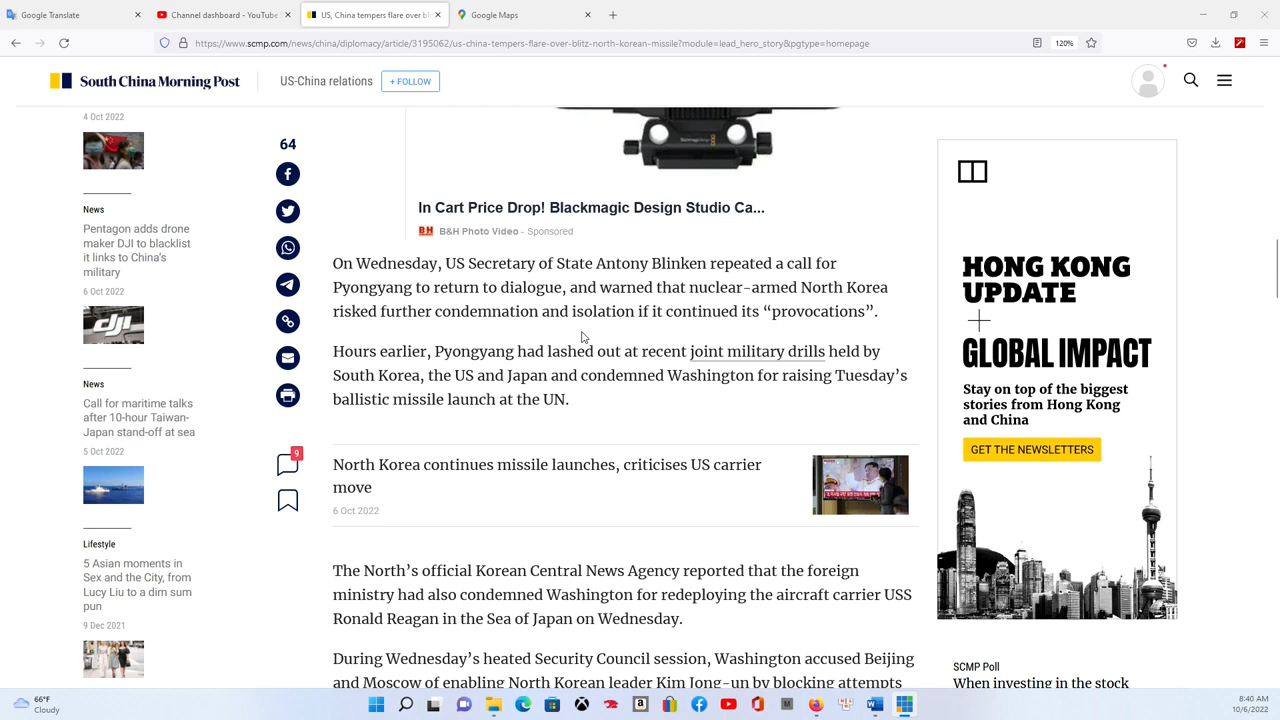 Google Translate
Channel dashboard - YouTube
US, China tempers flare over bli
Google Maps
https://www.scmp.com/news/china/diplomacy/article/3195062/us-china-tempers-flare-over-blitz-north-korean-missile?module=lead_hero_story&pgtype=homepage
120%
South China Morning Post
US-China relations
+ FOLLOW
4 Oct 2022
News
Pentagon adds drone
maker DJI to blacklist
it links to China's
military
6 Oct 2022
dji
News
Call for maritime talks
after 10-hour Taiwan-
Japan stand-off at sea
5 Oct 2022
Lifestyle
5 Asian moments in
Sex and the City, from
Lucy Liu to a dim sum
pun
9 Dec 2021
64
9
In Cart Price Drop! Blackmagic Design Studio Ca...
BH B&H Photo Video - Sponsored
On Wednesday, US Secretary of State Antony Blinken repeated a call for
Pyongyang to return to dialogue, and warned that nuclear-armed North Korea
risked further condemnation and isolation if it continued its “provocations”.
Hours earlier, Pyongyang had lashed out at recent joint military drills held by
South Korea, the US and Japan and condemned Washington for raising Tuesday’s
ballistic missile launch at the UN.
North Korea continues missile launches, criticises US carrier
move
6 Oct 2022
The North’s official Korean Central News Agency reported that the foreign
ministry had also condemned Washington for redeploying the aircraft carrier USS
Ronald Reagan in the Sea of Japan on Wednesday.
During Wednesday’s heated Security Council session, Washington accused Beijing
and Moscow of enabling North Korean leader Kim Jong-un by blocking attempts
HONG KONG
UPDATE
+
GLOBAL IMPACT
Stay on top of the biggest
stories from Hong Kong
and China
GET THE NEWSLETTERS
SCMP Poll
When investing in the stock
66°F
Cloudy
8:40 AM
10/6/2022